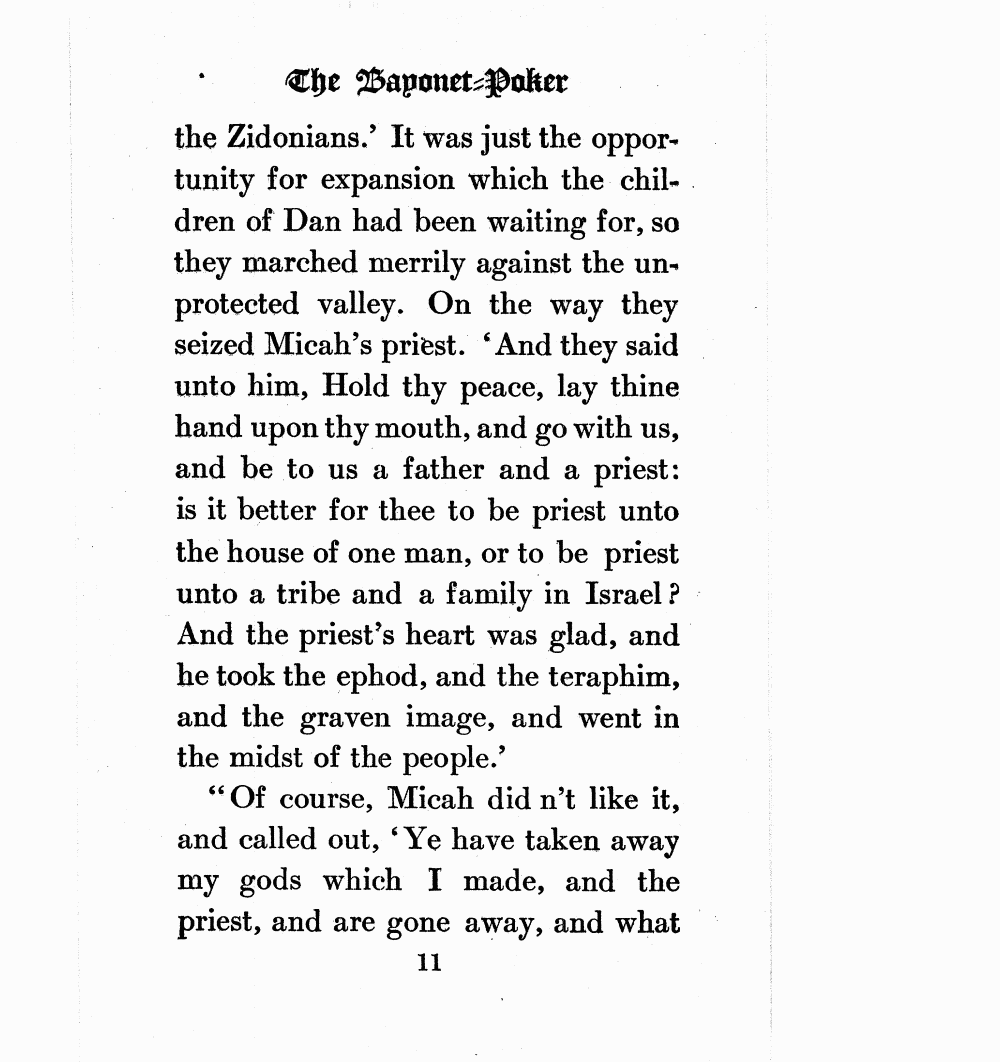 The Bayonet-Poker
the Zidonians.’ It was just the oppor-
tunity for expansion which the chil-
dren of Dan had been waiting for, so
they marched merrily against the un-
protected valley. On the way they
seized Micah’s priest. ‘And they said
unto him, Hold thy peace, lay thine
hand upon thy mouth, and go with us,
and be to us a father and a priest:
is it better for thee to be priest unto
the house of one man, or to be priest
unto a tribe and a family in Israel?
And the priest’s heart was glad, and
he took the ephod, and the teraphim,
and the graven image, and went in
the midst of the people.’
“Of course, Micah did n’t like it,
and called out, ‘Ye have taken away
my gods which I made, and the
priest, and are gone away, and what
11